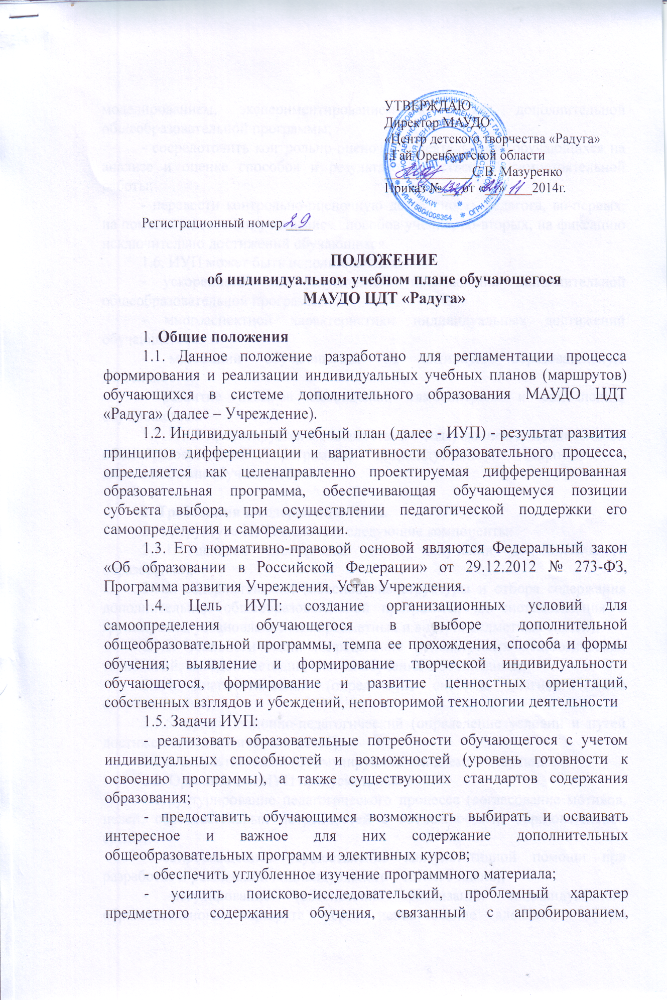 УТВЕРЖДАЮ
Директор МАУДО
«Центр детского творчества «Радуга»
г.Гай Оренбургской области
С.В. Мазуренко
Приказ № от « » 11 2014г.
Регистрационный номер 29
ПОЛОЖЕНИЕ
об индивидуальном учебном плане обучающегося
МАУДО ЦДТ «Радуга»
1. Общие положения
1.1. Данное положение разработано для регламентации процесса
формирования и реализации индивидуальных учебных планов (маршрутов)
обучающихся в системе дополнительного образования МАУДО ЦДТ
«Радуга» (далее – Учреждение).
1.2. Индивидуальный учебный план (далее - ИУП) - результат развития
принципов дифференциации и вариативности образовательного процесса,
определяется как целенаправленно проектируемая дифференцированная
образовательная программа, обеспечивающая обучающемуся позиции
субъекта выбора, при осуществлении педагогической поддержки его
самоопределения и самореализации.
1.3. Его нормативно-правовой основой являются Федеральный закон
«Об образовании в Российской Федерации» от 29.12.2012 № 273-ФЗ,
Программа развития Учреждения, Устав Учреждения.
1.4. Цель ИУП: создание организационных условий для
самоопределения обучающегося в выборе дополнительной
общеобразовательной программы, темпа ее прохождения, способа и формы
обучения; выявление и формирование творческой индивидуальности
обучающегося, формирование и развитие ценностных ориентаций,
собственных взглядов и убеждений, неповторимой технологии деятельности
1.5. Задачи ИУП:
- реализовать образовательные потребности обучающегося с учетом
индивидуальных способностей и возможностей (уровень готовности к
освоению программы), а также существующих стандартов содержания
образования;
- предоставить обучающимся возможность выбирать и осваивать
интересное и важное для них содержание дополнительных
общеобразовательных программ и элективных курсов;
- обеспечить углубленное изучение программного материала;
- усилить поисково-исследовательский, проблемный характер
предметного содержания обучения, связанный с апробированием,